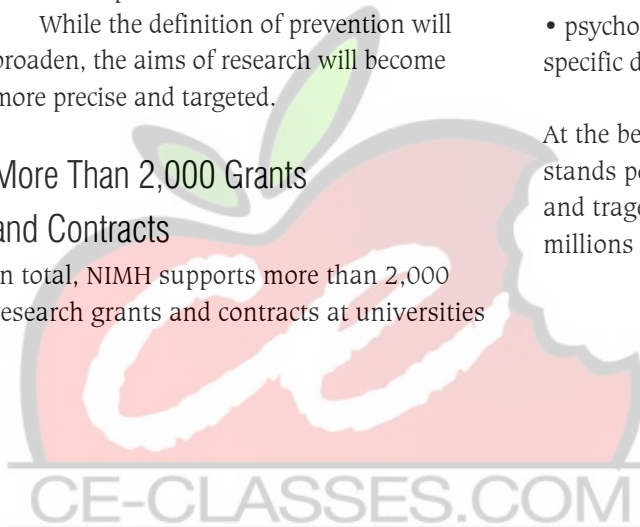 While the definition of prevention will
broaden, the aims of research will become
more precise and targeted.
More Than 2,000 Grants
and Contracts
n total, NIMH supports more than 2,000
esearch grants and contracts at universities
• psycho
specific d
At the be
stands p
and trage
millions
ce
CE-CLASSES.COM